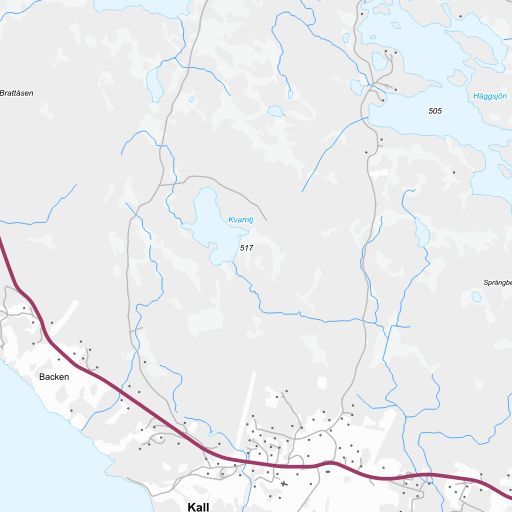 Brattåsen
Häggsjön
505
Kvarntj
517
Språngbe
Backen
Kall